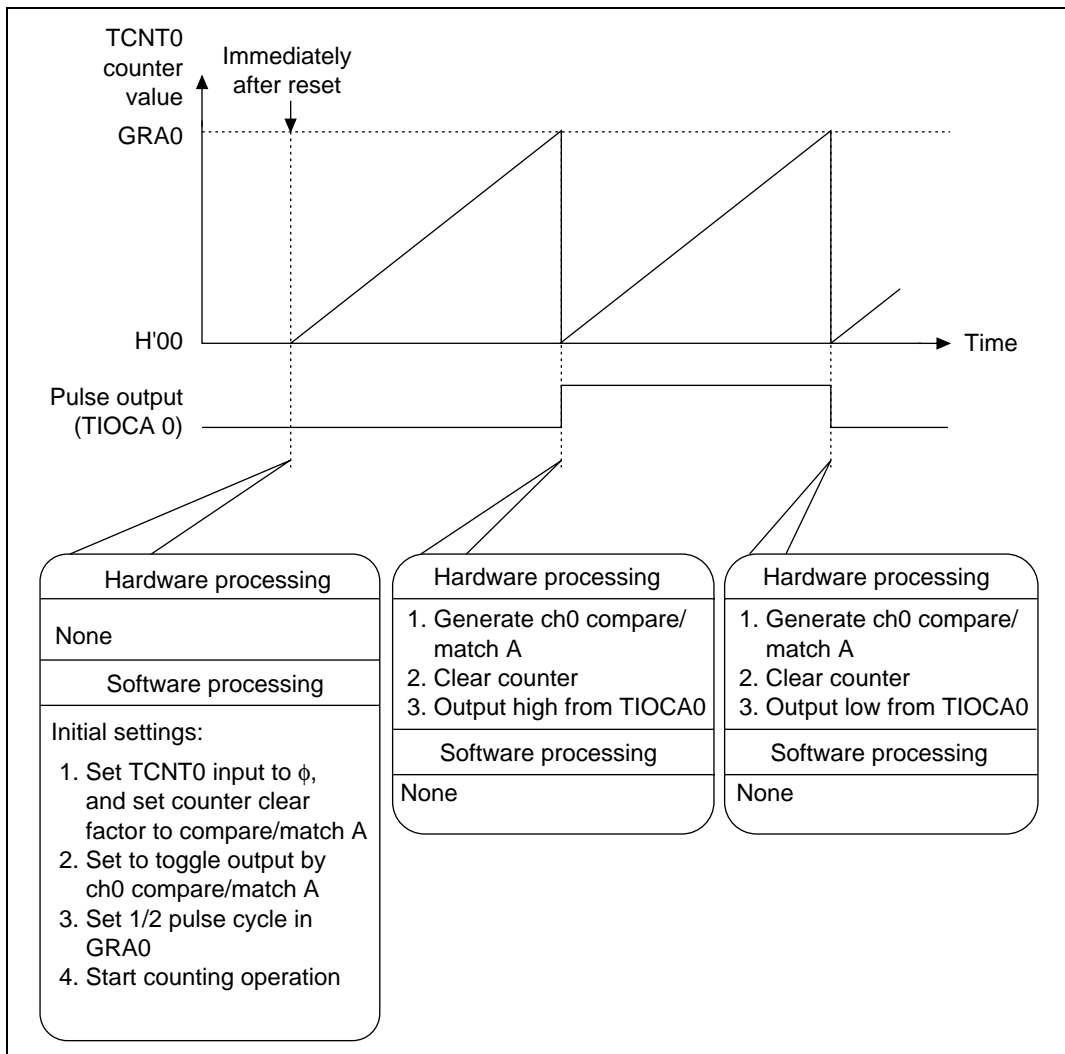 TCNT0
counter
value
Immediately
after reset
GRA0
H'00
Time
Pulse output
(TIOCA 0)
Hardware processing
None
Software processing
Initial settings:
1. Set TCNT0 input to ϕ,
and set counter clear
factor to compare/match A
2. Set to toggle output by
ch0 compare/match A
3. Set 1/2 pulse cycle in
GRA0
4. Start counting operation
Hardware processing
1. Generate ch0 compare/
match A
2. Clear counter
3. Output high from TIOCA0
Software processing
None
Hardware processing
1. Generate ch0 compare/
match A
2. Clear counter
3. Output low from TIOCA0
Software processing
None